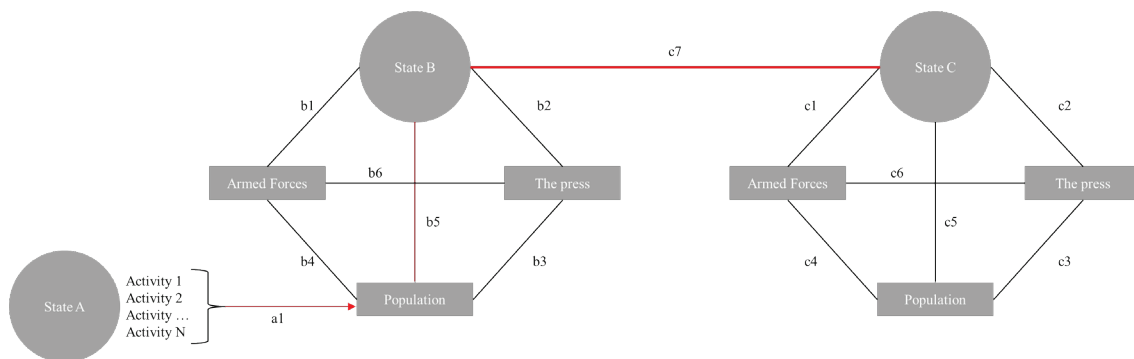 c7
State B
State C
b1
b2
c1
c2
Armed Forces
b6
The press
Armed Forces
c6
The press
b5
c5
b4
b3
c4
c3
State A
Activity 1
Activity 2
Activity …
Activity N
a1
Population
Population